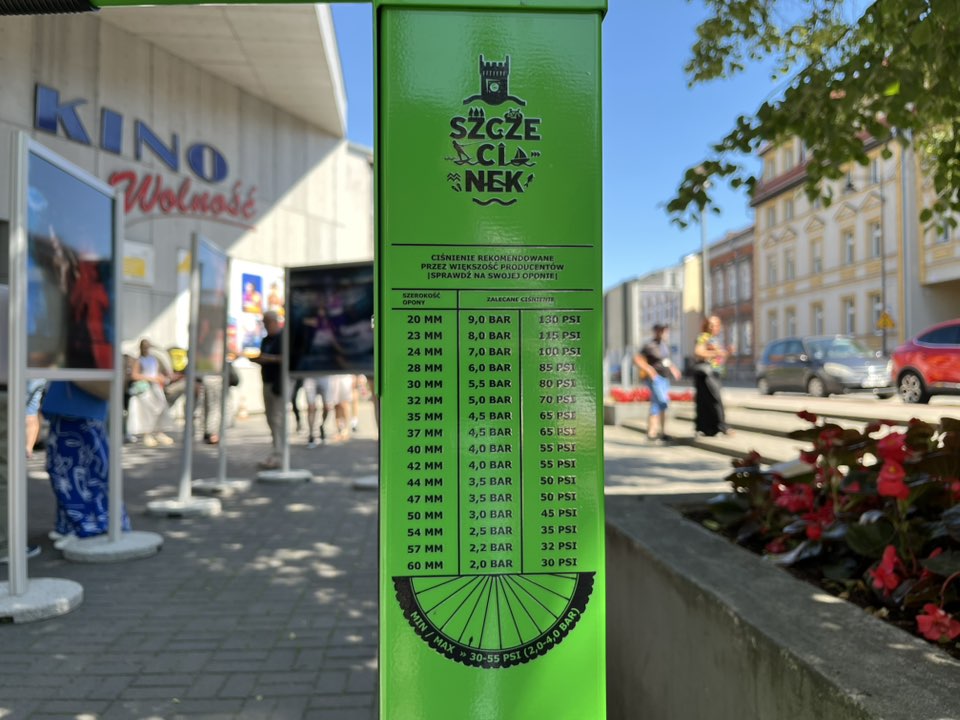 KINO
Wolność
SZCZE
CI
NEK
CIŚNIENIE REKOMENDOWANE
PRZEZ WIĘKSZOŚĆ PRODUCENTÓW
[SPRAWDŹ NA SWOJEJ OPONIE]
SZEROKOŚĆ OPONY ZALECANE CIŚNIENIE
20 MM 9,0 BAR 130 PSI
23 MM 8,0 BAR 115 PSI
24 MM 7,0 BAR 100 PSI
28 MM 6,0 BAR 85 PSI
30 MM 5,5 BAR 80 PSI
32 MM 5,0 BAR 70 PSI
35 MM 4,5 BAR 65 PSI
37 MM 4,5 BAR 65 PSI
40 MM 4,0 BAR 55 PSI
42 MM 4,0 BAR 55 PSI
44 MM 3,5 BAR 50 PSI
47 MM 3,5 BAR 50 PSI
50 MM 3,0 BAR 45 PSI
54 MM 2,5 BAR 35 PSI
57 MM 2,2 BAR 32 PSI
60 MM 2,0 BAR 30 PSI
MIN / MAX » 30-55 PSI (2,0-4,0 BAR)